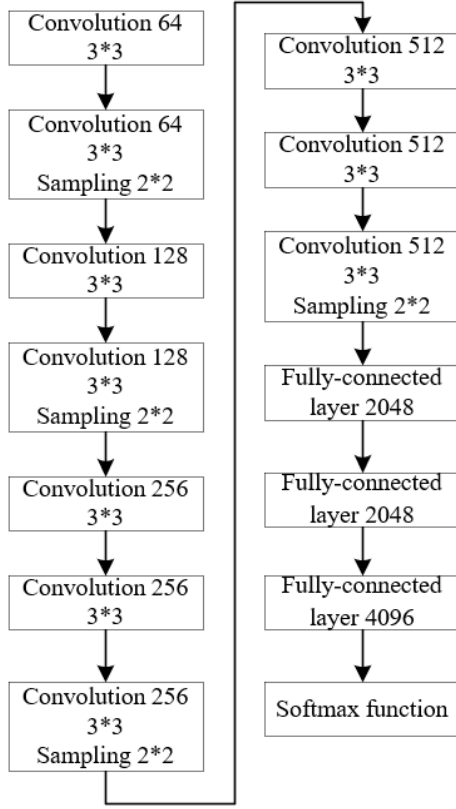 Convolution 64
3*3
Convolution 64
3*3
Sampling 2*2
Convolution 128
3*3
Convolution 128
3*3
Sampling 2*2
Convolution 256
3*3
Convolution 256
3*3
Convolution 256
3*3
Sampling 2*2
Convolution 512
3*3
Convolution 512
3*3
Convolution 512
3*3
Sampling 2*2
Fully-connected
layer 2048
Fully-connected
layer 2048
Fully-connected
layer 4096
Softmax function